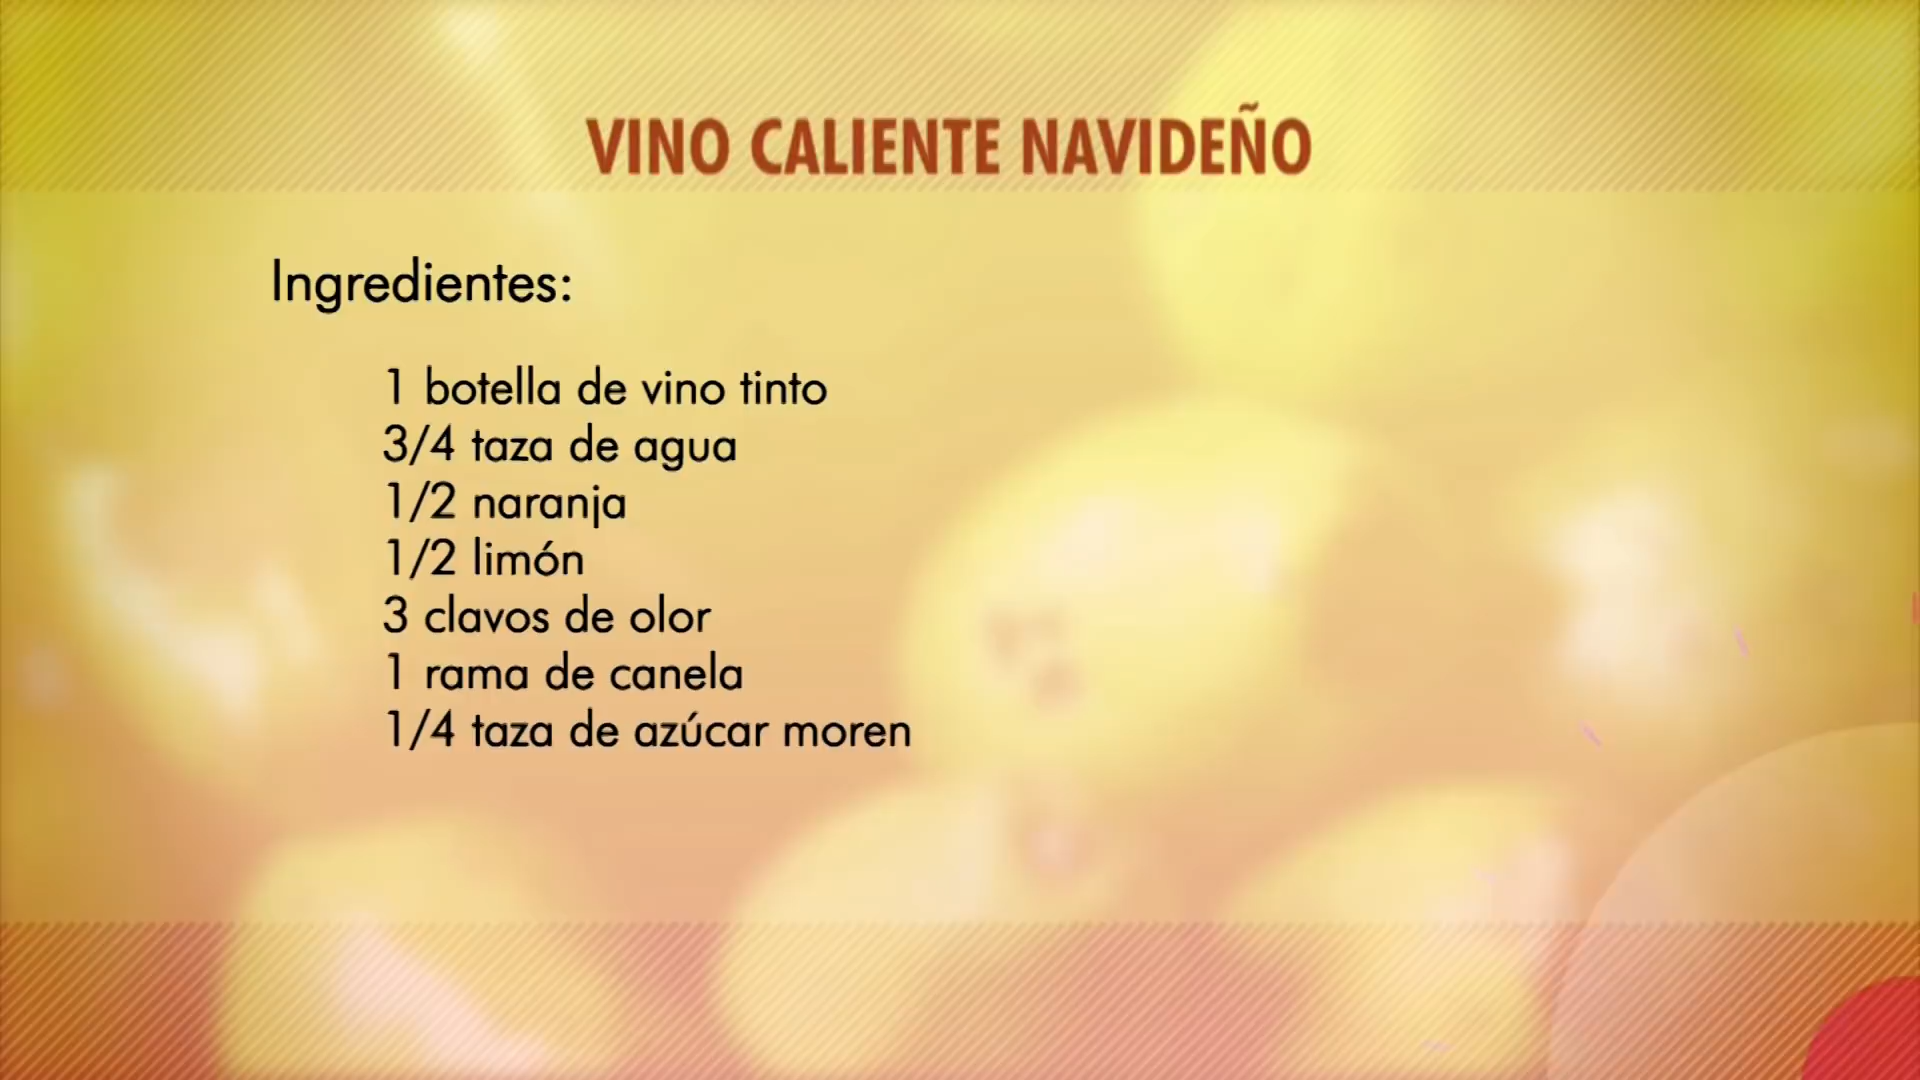 VINO CALIENTE NAVIDEÑO
Ingredientes:
1 botella de vino tinto
3/4 taza de agua
1/2 naranja
1/2 limón
3 clavos de olor
1 rama de canela
1/4 taza de azúcar moren